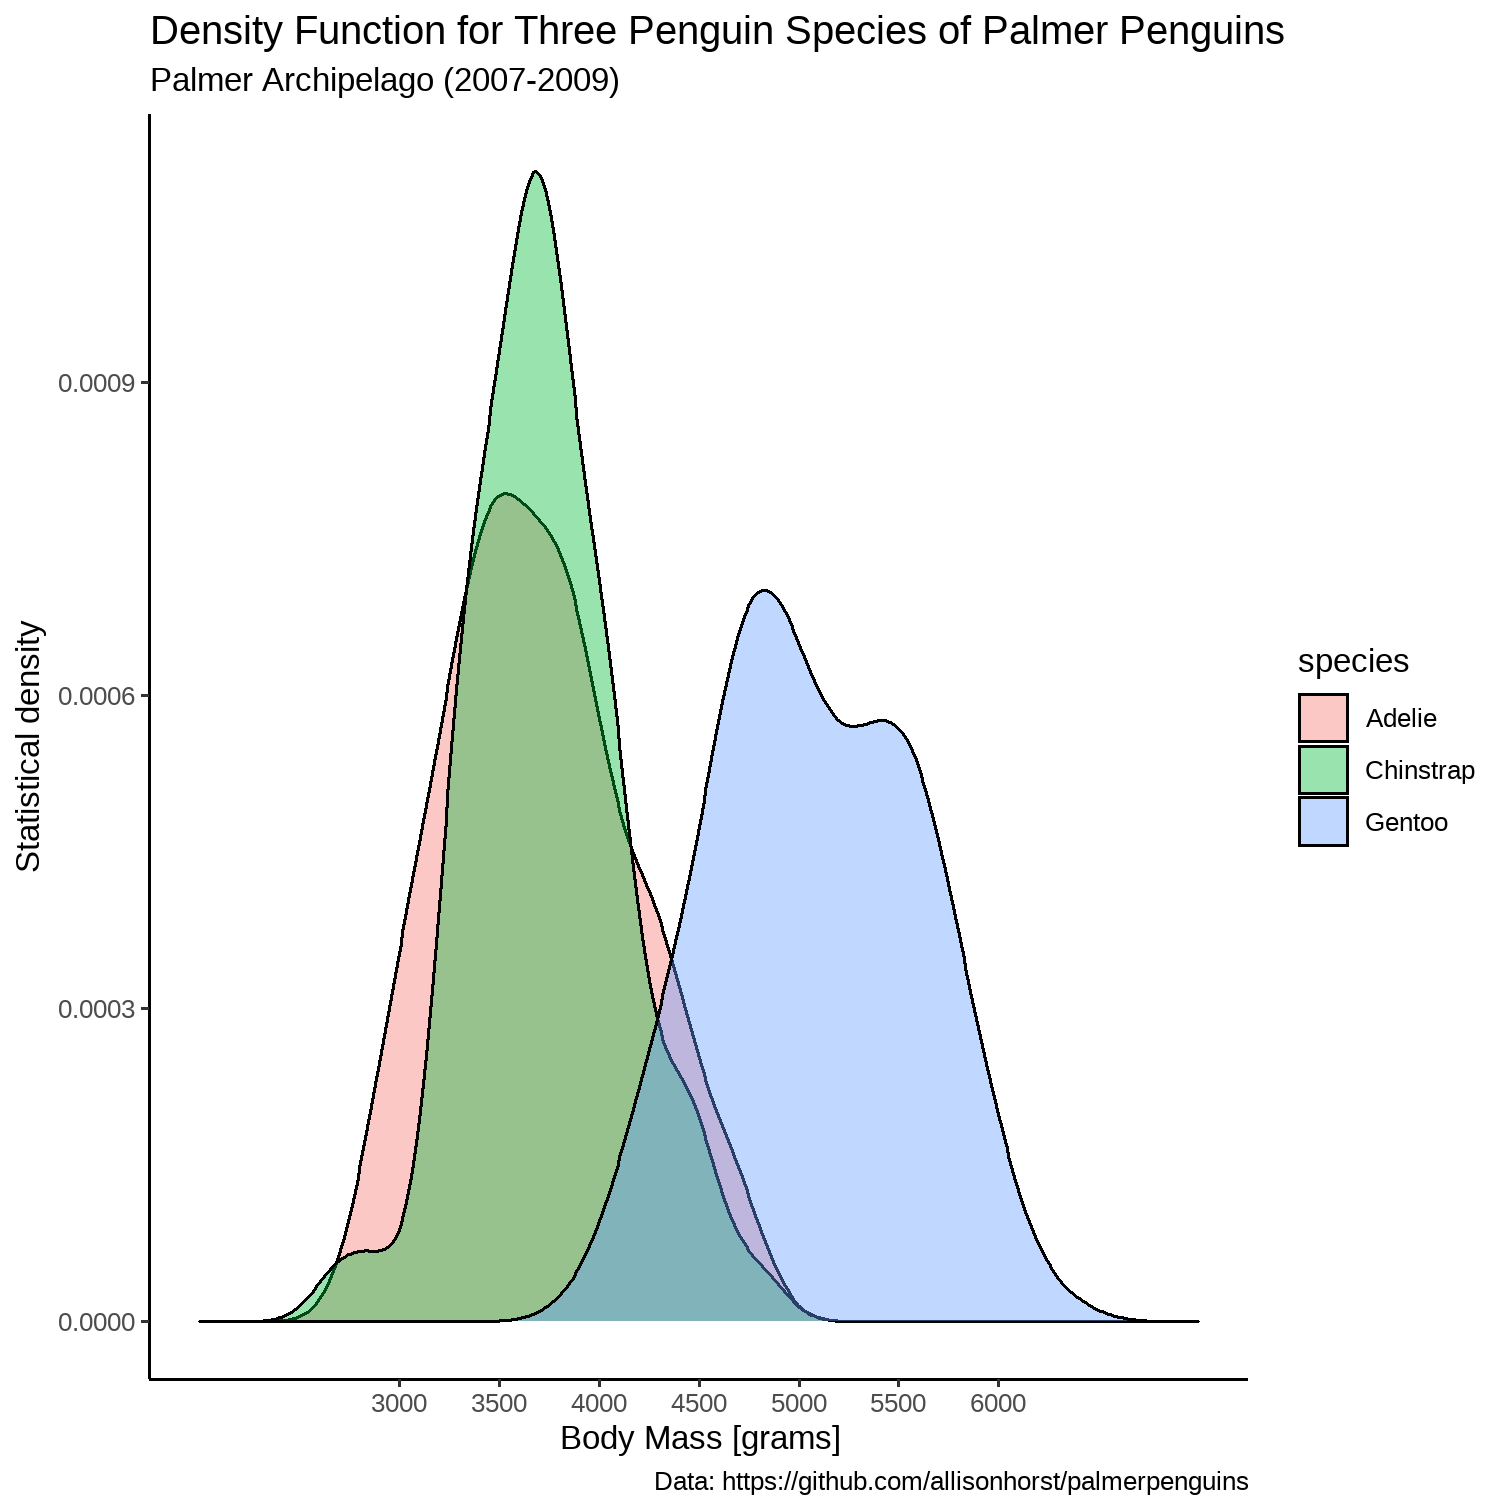 Density Function for Three Penguin Species of Palmer Penguins
Palmer Archipelago (2007-2009)
Statistical density
0.0009
0.0006
0.0003
0.0000
3000 3500 4000 4500 5000 5500 6000
Body Mass [grams]
species
Adelie
Chinstrap
Gentoo
Data: https://github.com/allisonhorst/palmerpenguins